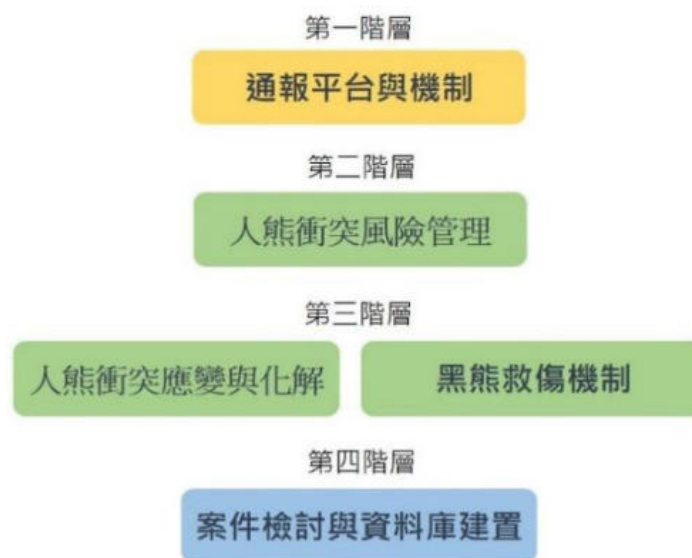 第一階層
通報平台與機制
第二階層
人熊衝突風險管理
第三階層
人熊衝突應變與化解
黑熊救傷機制
第四階層
案件檢討與資料庫建置